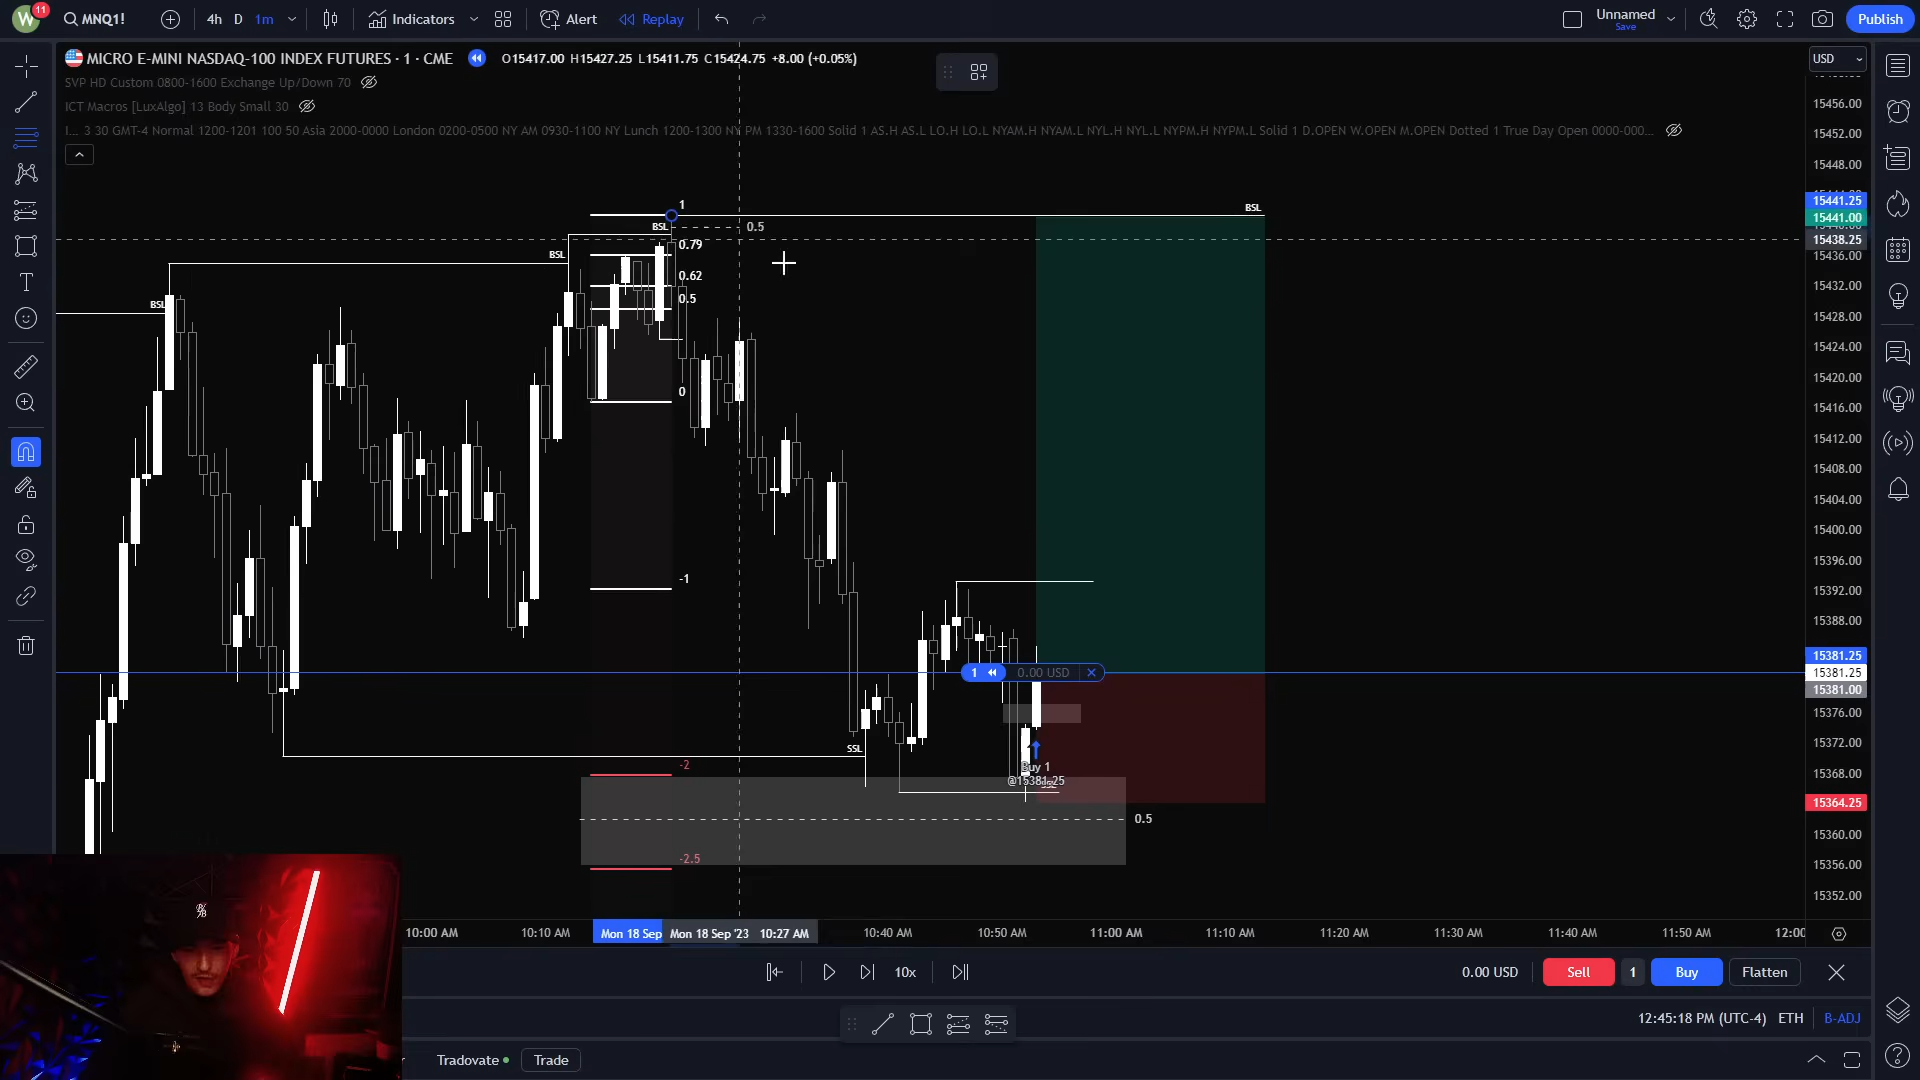 W 11 MNQ1! 4h D 1m Indicators Alert Replay Unnamed Save Publish
MICRO E-MINI NASDAQ-100 INDEX FUTURES · 1 · CME O15417.00 H15427.25 L15411.75 C15424.75 +8.00 (+0.05%) USD
SVP HD Custom 0800-1600 Exchange Up/Down 70
ICT Macros [LuxAlgo] 13 Body Small 30
I... 3 30 GMT-4 Normal 1200-1201 100 50 Asia 2000-0000 London 0200-0500 NY AM 0930-1100 NY Lunch 1200-1300 NY PM 1330-1600 Solid 1 AS.H AS.L LO.H LO.L NYAM.H NYAM.L NYL.H NYL.L NYPM.H NYPM.L Solid 1 D.OPEN W.OPEN M.OPEN Dotted 1 True Day Open 0000-000...
15456.00
15452.00
15448.00
15441.25
15441.00
15438.25
15436.00
15432.00
15428.00
15424.00
15420.00
15416.00
15412.00
15408.00
15404.00
15400.00
15396.00
15392.00
15388.00
15381.25
15381.25
15381.00
15376.00
15372.00
15368.00
15364.25
15360.00
15356.00
15352.00
1
BSL
BSL
0.5
0.79
BSL
0.62
0.5
BSL
0
-1
1 0.00 USD
SSL
-2
Buy 1
@15381.25
0.5
-2.5
10:00 AM 10:10 AM Mon 18 Sep Mon 18 Sep '23 10:27 AM 10:40 AM 10:50 AM 11:00 AM 11:10 AM 11:20 AM 11:30 AM 11:40 AM 11:50 AM 12:00
10x 0.00 USD Sell 1 Buy Flatten
12:45:18 PM (UTC-4) ETH B-ADJ
Tradovate Trade